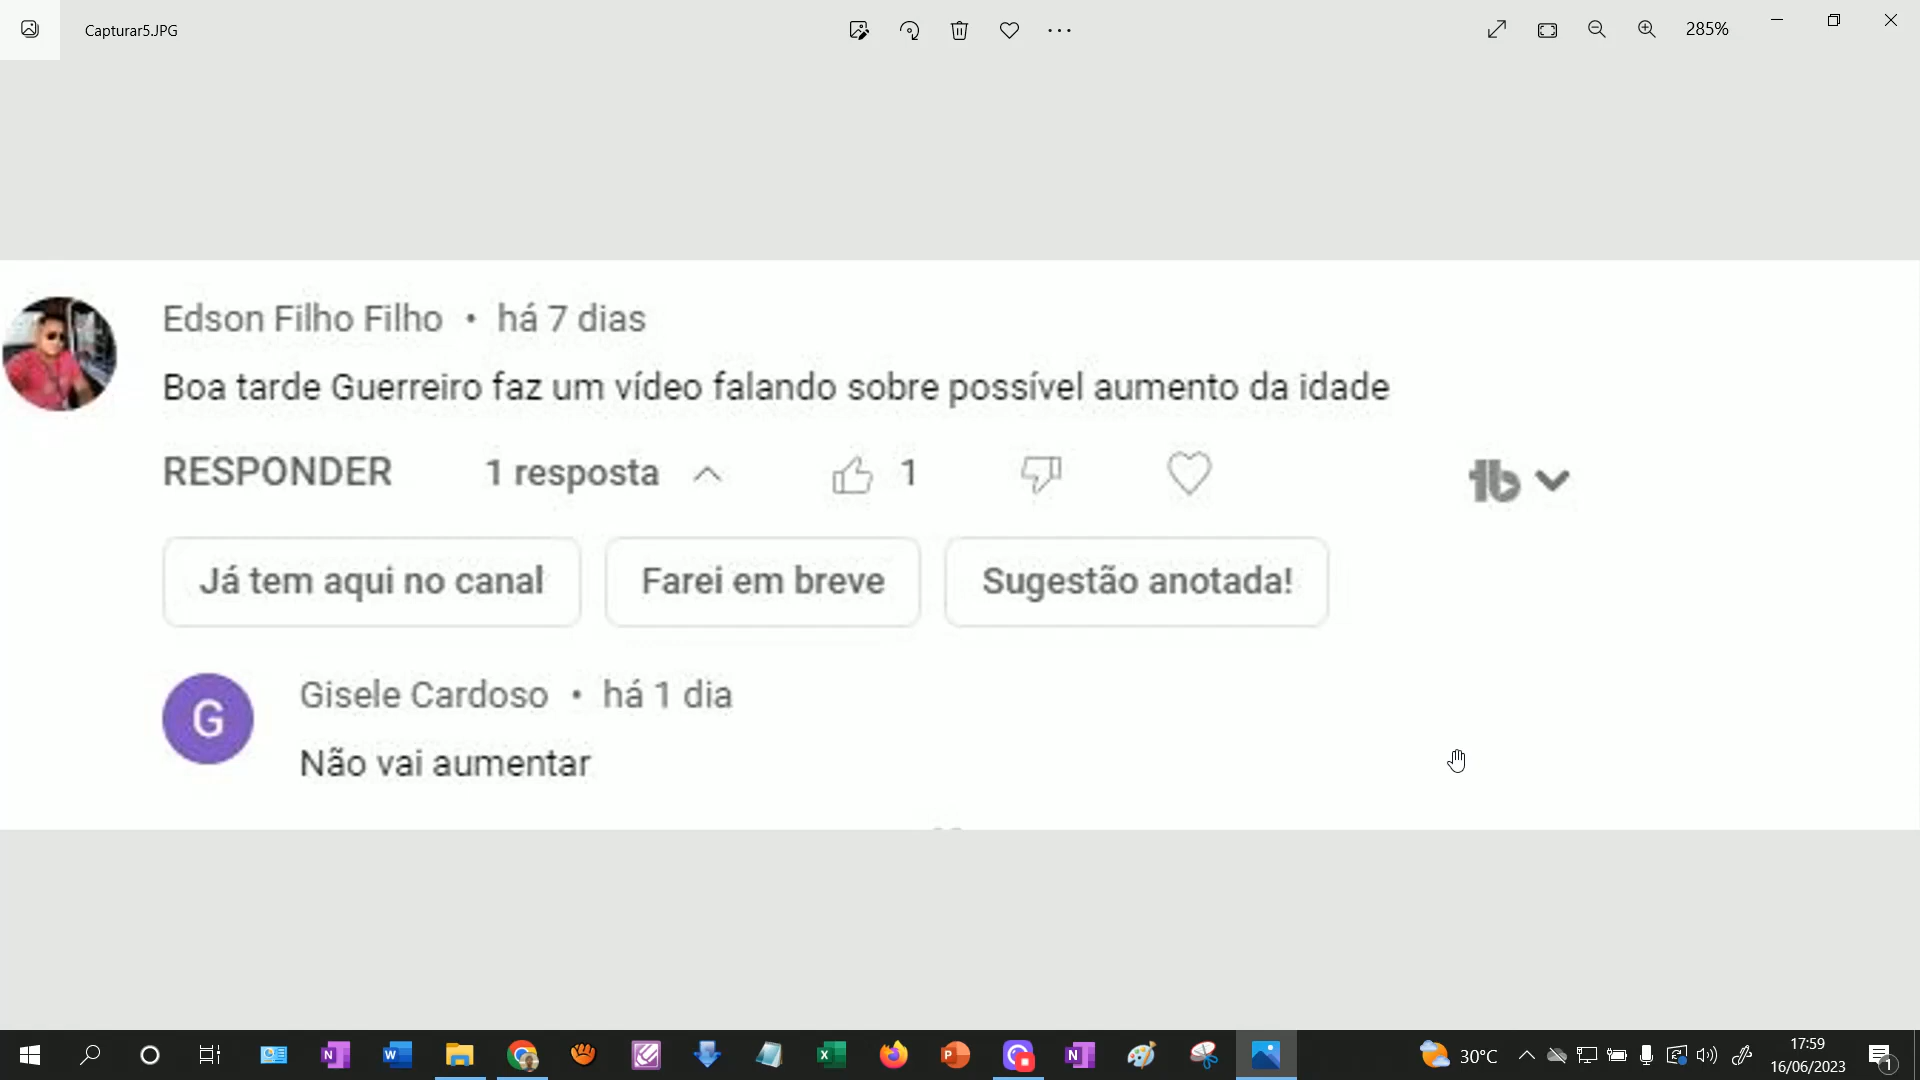 Capturar5.JPG
285%
Edson Filho Filho • há 7 dias
Boa tarde Guerreiro faz um vídeo falando sobre possível aumento da idade
RESPONDER 1 resposta 1
Já tem aqui no canal Farei em breve Sugestão anotada!
G
Gisele Cardoso • há 1 dia
Não vai aumentar
30°C
17:59
16/06/2023
1